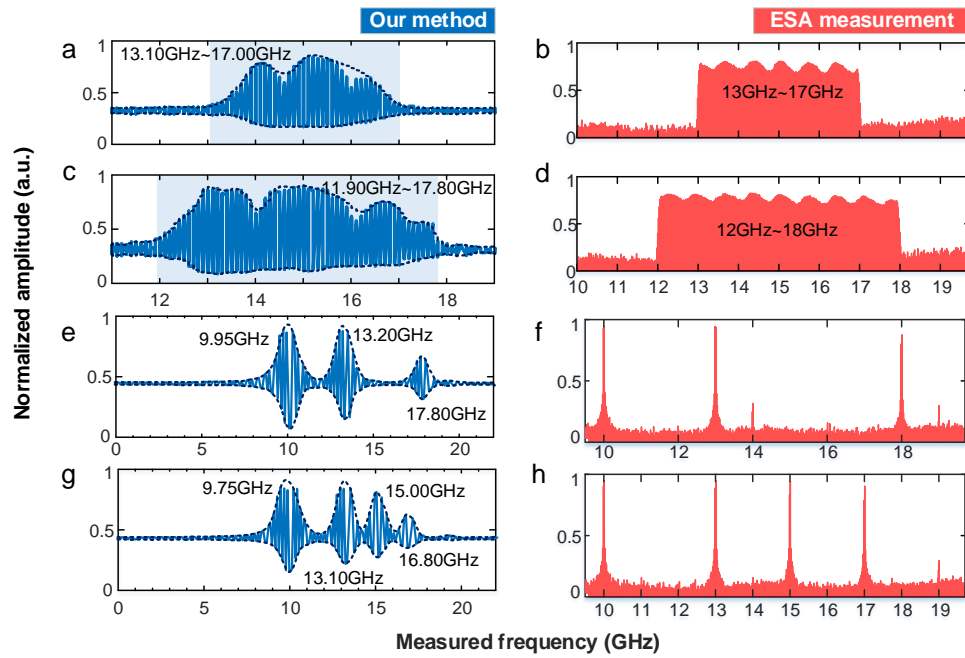 Our method
ESA measurement
Normalized amplitude (a.u.)
a
13.10GHz~17.00GHz
1
0.5
0
b
13GHz~17GHz
1
0.5
0
c
11.90GHz~17.80GHz
1
0.5
0
12 14 16 18
d
12GHz~18GHz
1
0.5
0
10 11 12 13 14 15 16 17 18 19
e
9.95GHz
13.20GHz
17.80GHz
1
0.5
0
0 5 10 15 20
f
1
0.5
0
10 13 14 16 18
g
9.75GHz
15.00GHz
16.80GHz
13.10GHz
1
0.5
0
0 5 10 15 20
h
1
0.5
0
10 11 12 13 14 15 16 17 18 19
Measured frequency (GHz)